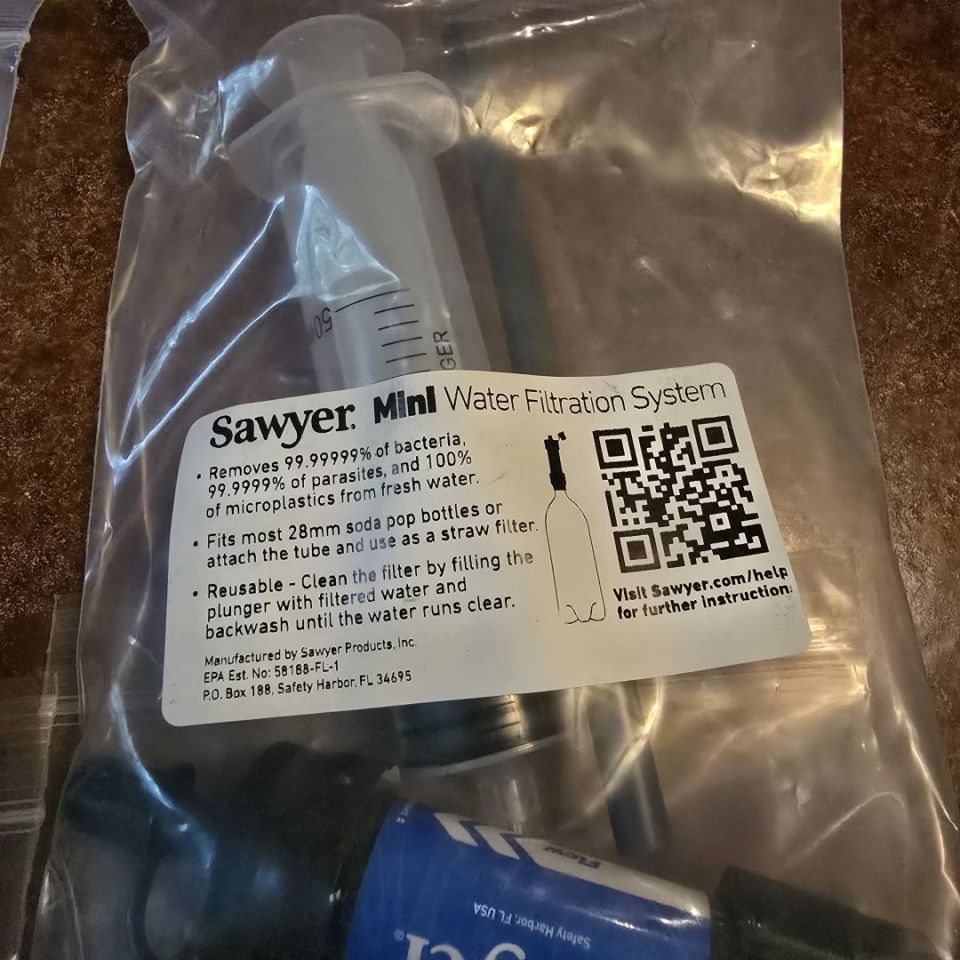 50
GER
Sawyer. MINI Water Filtration System
• Removes 99.99999% of bacteria,
99.9999% of parasites, and 100%
of microplastics from fresh water.
• Fits most 28mm soda pop bottles or
attach the tube and use as a straw filter.
• Reusable - Clean the filter by filling the
plunger with filtered water and
backwash until the water runs clear.
Manufactured by Sawyer Products, Inc.
EPA Est. No: 58188-FL-1
P.O. Box 188, Safety Harbor, FL 34695
Visit Sawyer.com/help
for further instruction
Flow
Safety Harbor, FL USA